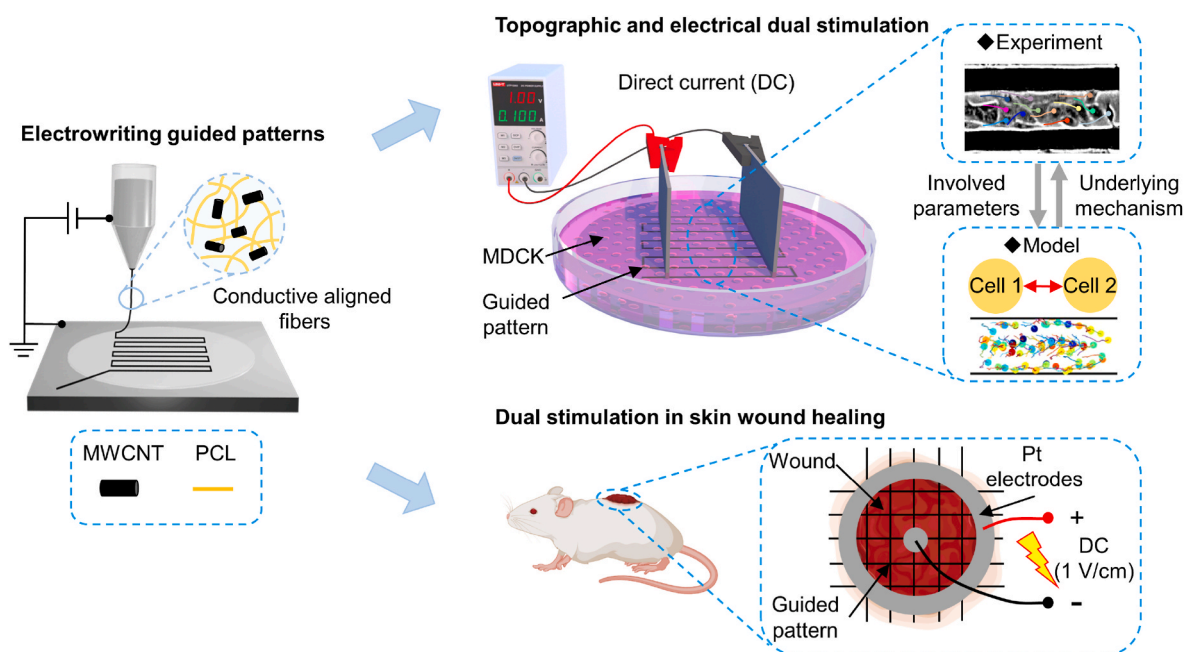 Electrowriting guided patterns
Conductive aligned
fibers
MWCNT
PCL
Topographic and electrical dual stimulation
Direct current (DC)
1.00
V
0.100
A
MDCK
Guided
pattern
◆Experiment
Involved
parameters
Underlying
mechanism
◆Model
Cell 1
Cell 2
Dual stimulation in skin wound healing
Wound
Pt
electrodes
+
DC
(1 V/cm)
-
Guided
pattern